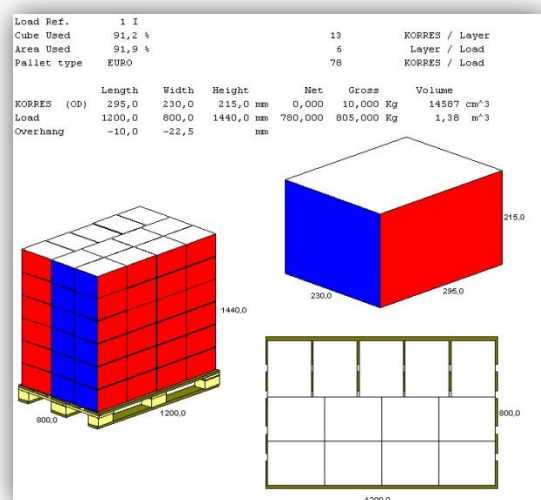 Load Ref. 1 I
Cube Used 91,2 % 13 KORRES / Layer
Area Used 91,9 % 6 Layer / Load
Pallet type EURO 78 KORRES / Load
Length Width Height Net Gross Volume
KORRES (OD) 295,0 230,0 215,0 mm 0,000 10,000 Kg 14587 cm^3
Load 1200,0 800,0 1440,0 mm 780,000 805,000 Kg 1,38 m^3
Overhang -10,0 -22,5 mm
215,0
230,0
295,0
1440,0
800,0
1200,0
800,0
1200,0